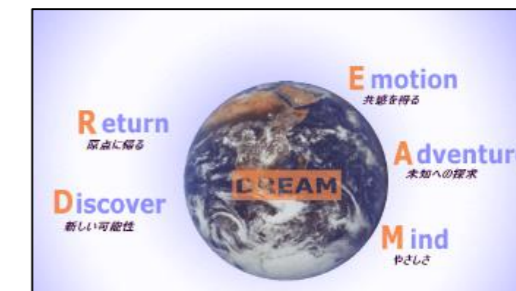 Emotion
共感を得る
Return
原点に帰る
Adventur
未知への探求
DREAM
Discover
新しい可能性
Mind
やさしさ